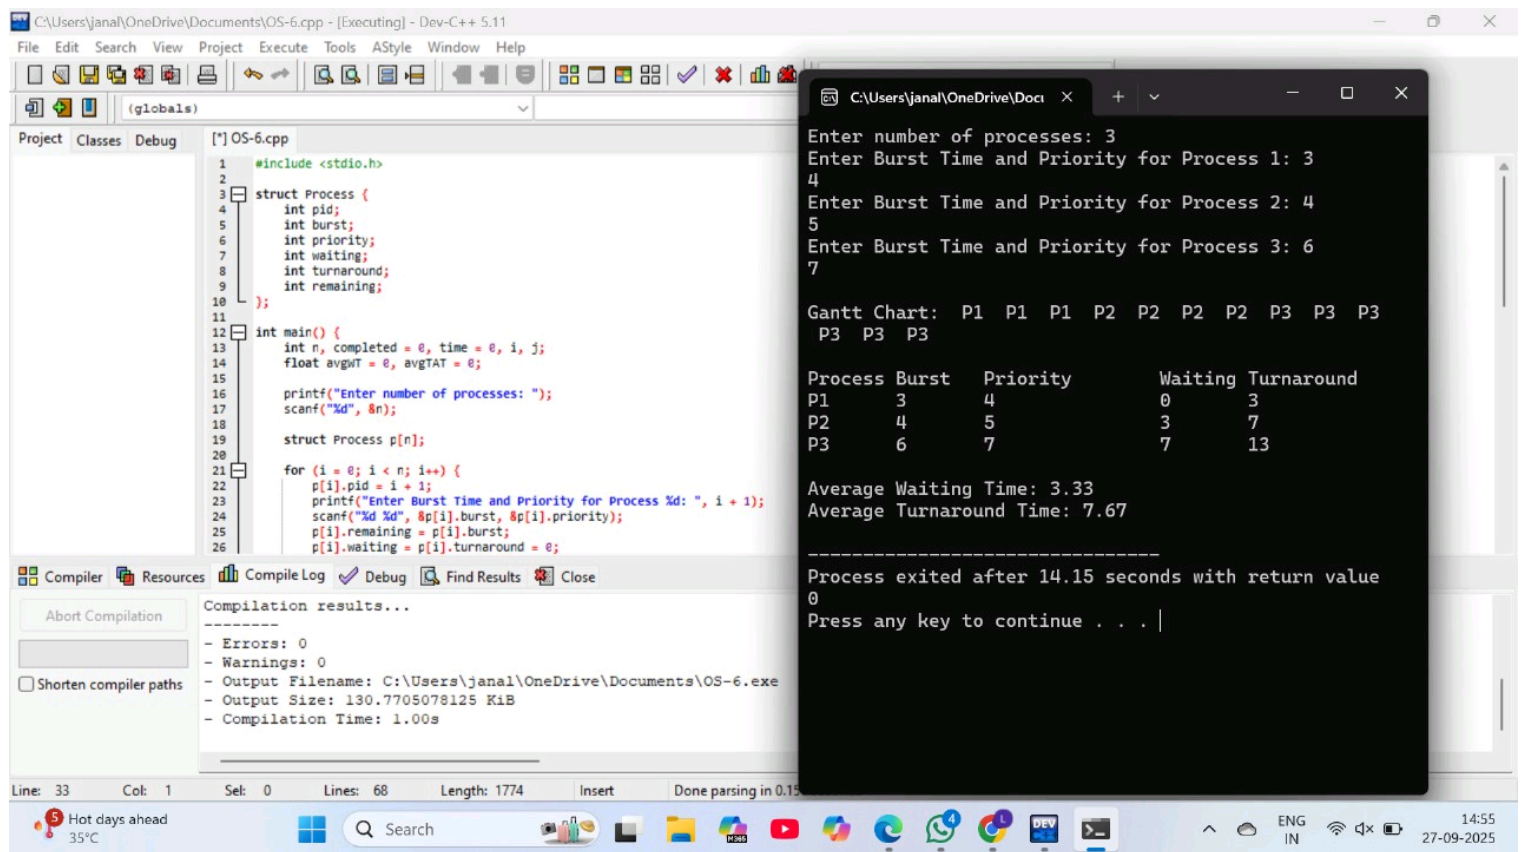 C:\Users\janal\OneDrive\Documents\OS-6.cpp - [Executing] - Dev-C++ 5.11
File Edit Search View Project Execute Tools AStyle Window Help
(globals)
Project Classes Debug
[*] OS-6.cpp
1 #include <stdio.h>
2
3 struct Process {
4 int pid;
5 int burst;
6 int priority;
7 int waiting;
8 int turnaround;
9 int remaining;
10 };
11
12 int main() {
13 int n, completed = 0, time = 0, i, j;
14 float avgWT = 0, avgTAT = 0;
15
16 printf("Enter number of processes: ");
17 scanf("%d", &n);
18
19 struct Process p[n];
20
21 for (i = 0; i < n; i++) {
22 p[i].pid = i + 1;
23 printf("Enter Burst Time and Priority for Process %d: ", i + 1);
24 scanf("%d %d", &p[i].burst, &p[i].priority);
25 p[i].remaining = p[i].burst;
26 p[i].waiting = p[i].turnaround = 0;
C:\Users\janal\OneDrive\Docu
Enter number of processes: 3
Enter Burst Time and Priority for Process 1: 3
4
Enter Burst Time and Priority for Process 2: 4
5
Enter Burst Time and Priority for Process 3: 6
7
Gantt Chart: P1 P1 P1 P2 P2 P2 P2 P3 P3 P3
P3 P3 P3
Process Burst Priority Waiting Turnaround
P1 3 4 0 3
P2 4 5 3 7
P3 6 7 7 13
Average Waiting Time: 3.33
Average Turnaround Time: 7.67
--------------------------------
Process exited after 14.15 seconds with return value
0
Press any key to continue . . .
Compiler Resources Compile Log Debug Find Results Close
Abort Compilation
Shorten compiler paths
Compilation results...
--------
- Errors: 0
- Warnings: 0
- Output Filename: C:\Users\janal\OneDrive\Documents\OS-6.exe
- Output Size: 130.7705078125 KiB
- Compilation Time: 1.00s
Line: 33 Col: 1 Sel: 0 Lines: 68 Length: 1774 Insert Done parsing in 0.15
5
Hot days ahead
35°C
Search
M365
4
L
DEV
ENG
IN
14:55
27-09-2025